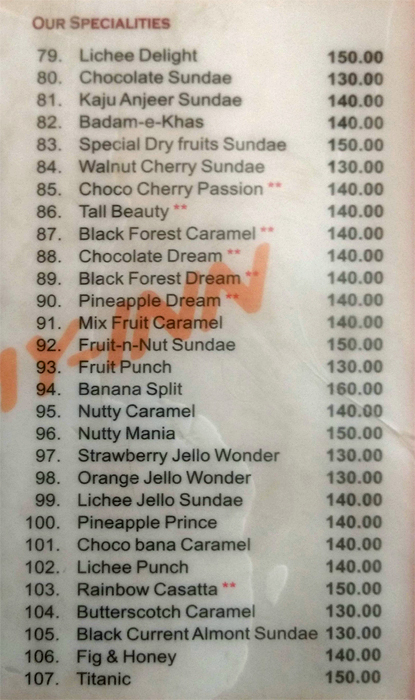 OUR SPECIALITIES
79. Lichee Delight 150.00
80. Chocolate Sundae 130.00
81. Kaju Anjeer Sundae 140.00
82. Badam-e-Khas 140.00
83. Special Dry fruits Sundae 150.00
84. Walnut Cherry Sundae 130.00
85. Choco Cherry Passion ** 140.00
86. Tall Beauty ** 140.00
87. Black Forest Caramel ** 140.00
88. Chocolate Dream ** 140.00
89. Black Forest Dream ** 140.00
90. Pineapple Dream ** 140.00
91. Mix Fruit Caramel 140.00
92. Fruit-n-Nut Sundae 150.00
93. Fruit Punch 130.00
94. Banana Split 160.00
95. Nutty Caramel 140.00
96. Nutty Mania 150.00
97. Strawberry Jello Wonder 130.00
98. Orange Jello Wonder 130.00
99. Lichee Jello Sundae 140.00
100. Pineapple Prince 140.00
101. Choco bana Caramel 140.00
102. Lichee Punch 140.00
103. Rainbow Casatta ** 150.00
104. Butterscotch Caramel 130.00
105. Black Current Almont Sundae 130.00
106. Fig & Honey 140.00
107. Titanic 150.00